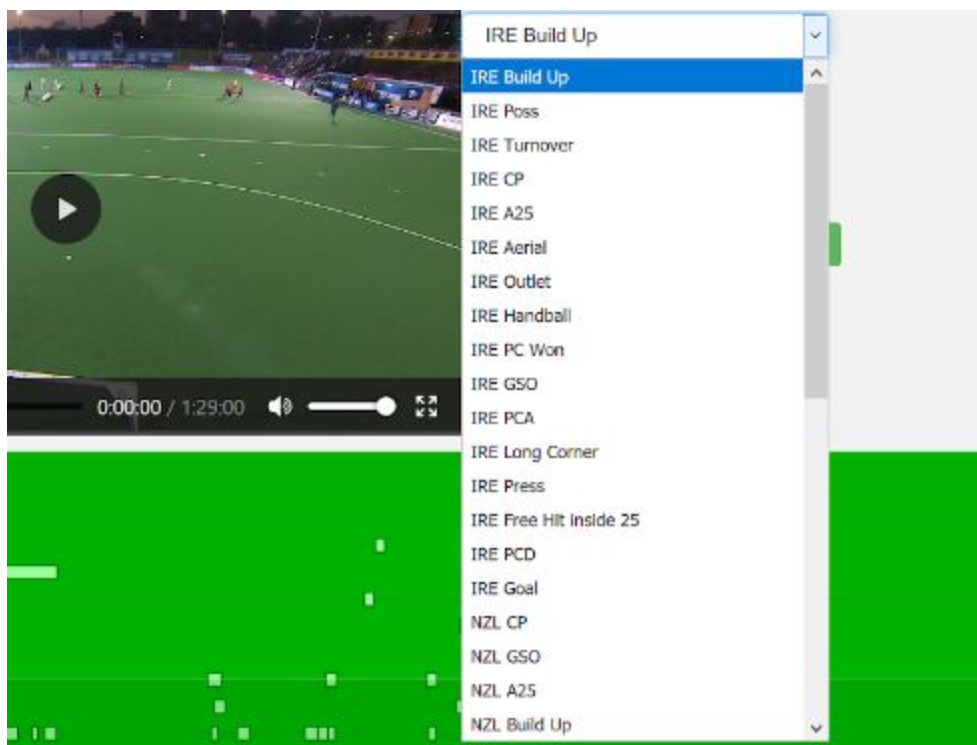 IRE Build Up
IRE Build Up
IRE Poss
IRE Turnover
IRE CP
IRE A25
IRE Aerial
IRE Outlet
IRE Handball
IRE PC Won
IRE GSO
0:00:00 / 1:29:00
IRE PCA
IRE Long Corner
IRE Press
IRE Free Hit inside 25
IRE PCD
IRE Goal
NZL CP
NZL GSO
NZL A25
NZL Build Up